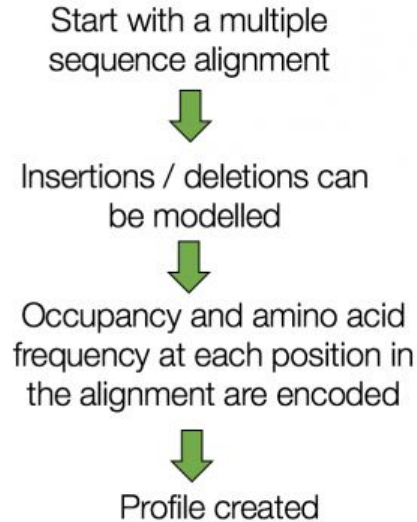 Start with a multiple
sequence alignment
Insertions / deletions can
be modelled
Occupancy and amino acid
frequency at each position in
the alignment are encoded
Profile created